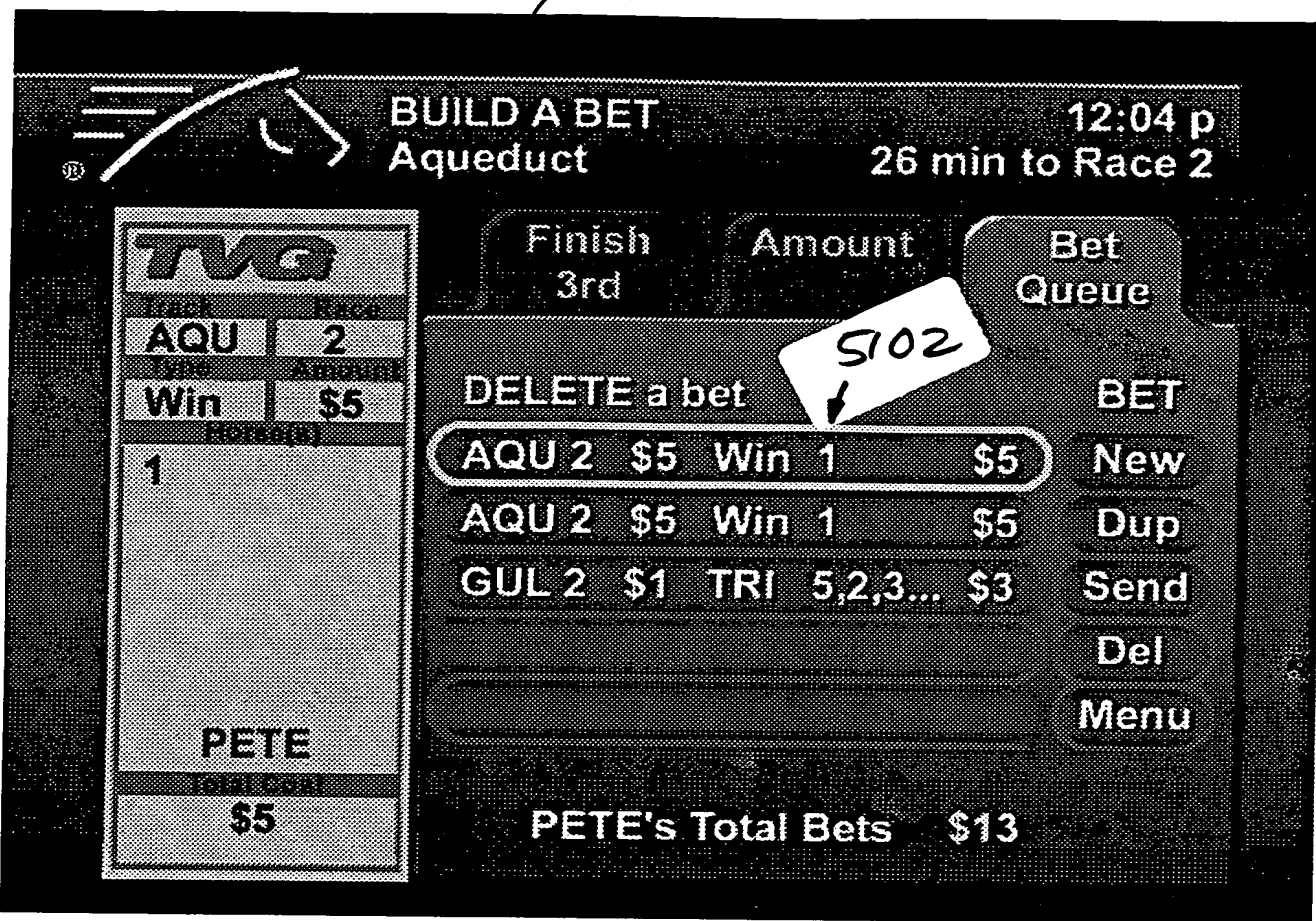 BUILD A BET
Aqueduct
12:04 p
26 min to Race 2
®
TVG
Track Race
AQU 2
Type Amount
Win $5
Horse(s)
1
PETE
Total Cost
$5
Finish
3rd
Amount
Bet
Queue
5102
DELETE a bet
AQU 2 $5 Win 1 $5
AQU 2 $5 Win 1 $5
GUL 2 $1 TRI 5,2,3... $3
BET
New
Dup
Send
Del
Menu
PETE's Total Bets $13